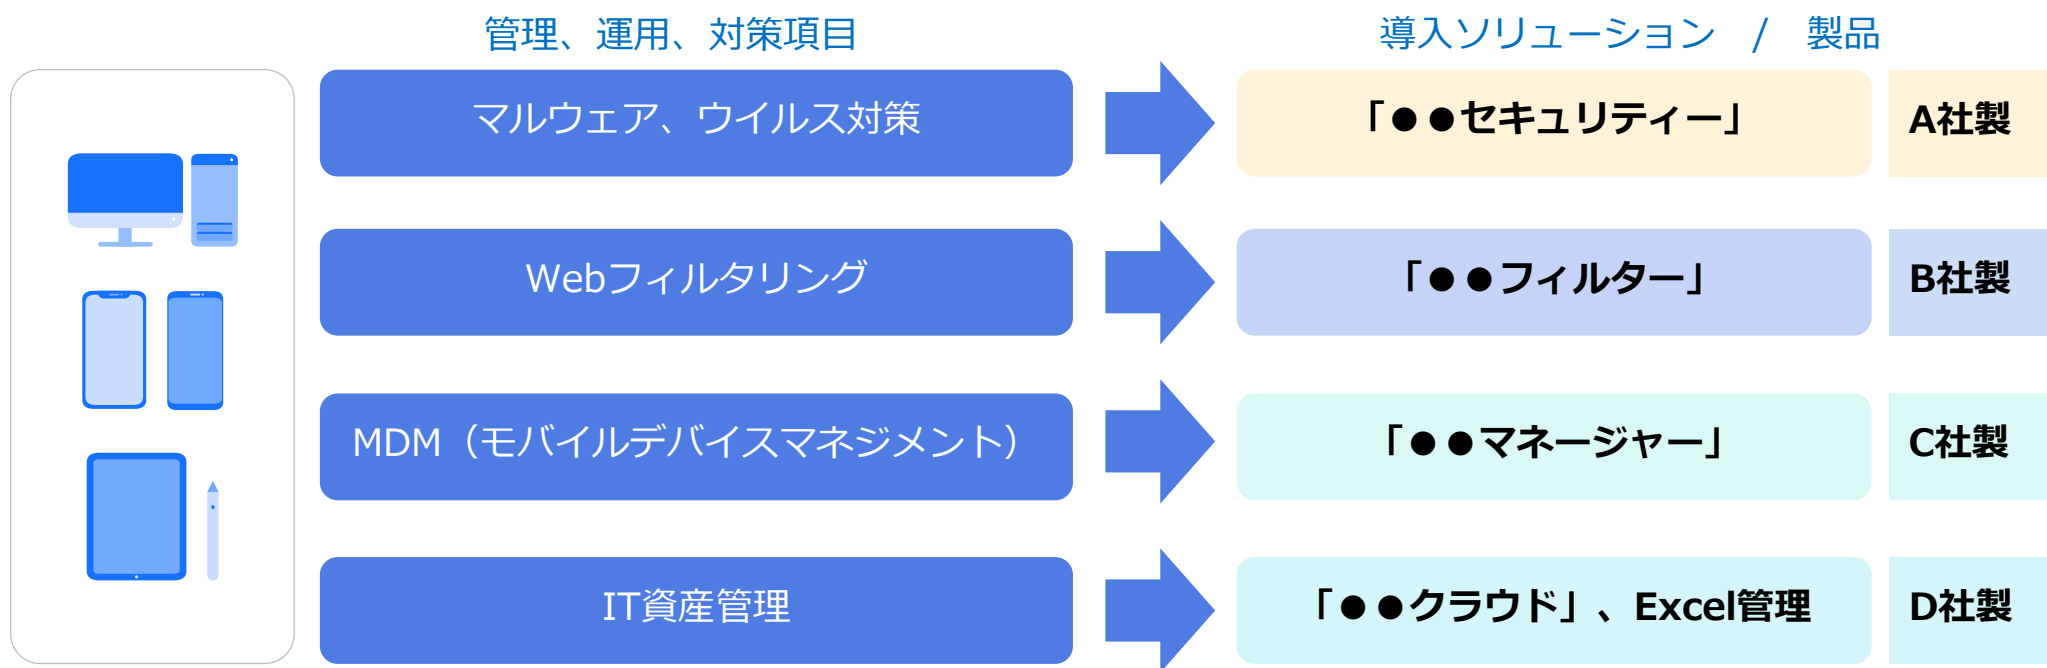 管理、運用、対策項目
導入ソリューション / 製品
マルウェア、ウイルス対策
「●●セキュリティー」
A社製
Webフィルタリング
「●●フィルター」
B社製
MDM（モバイルデバイスマネジメント）
「●●マネージャー」
C社製
IT資産管理
「●●クラウド」、Excel管理
D社製